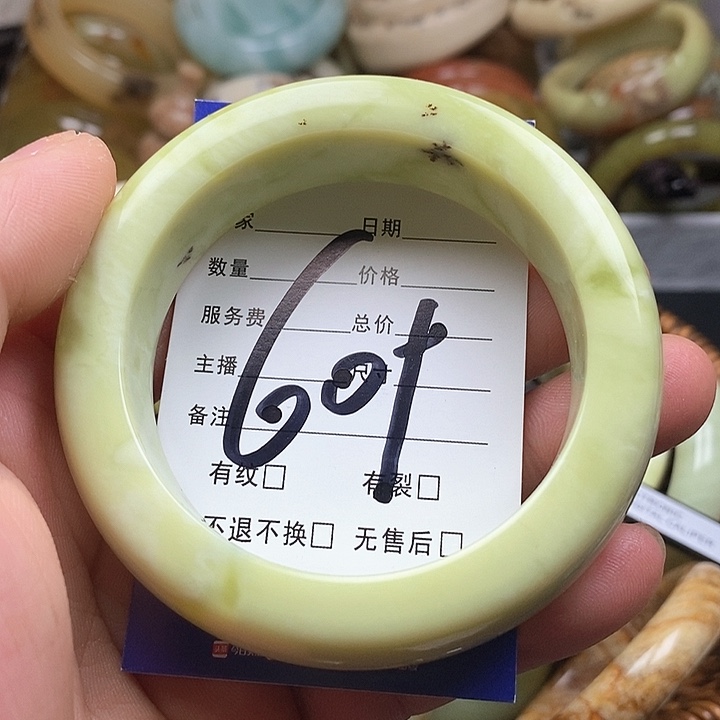 家 日期
数量 价格
服务费 总价
主播 尺寸
备注
有纹□ 有裂□
不退不换□ 无售后□
60t